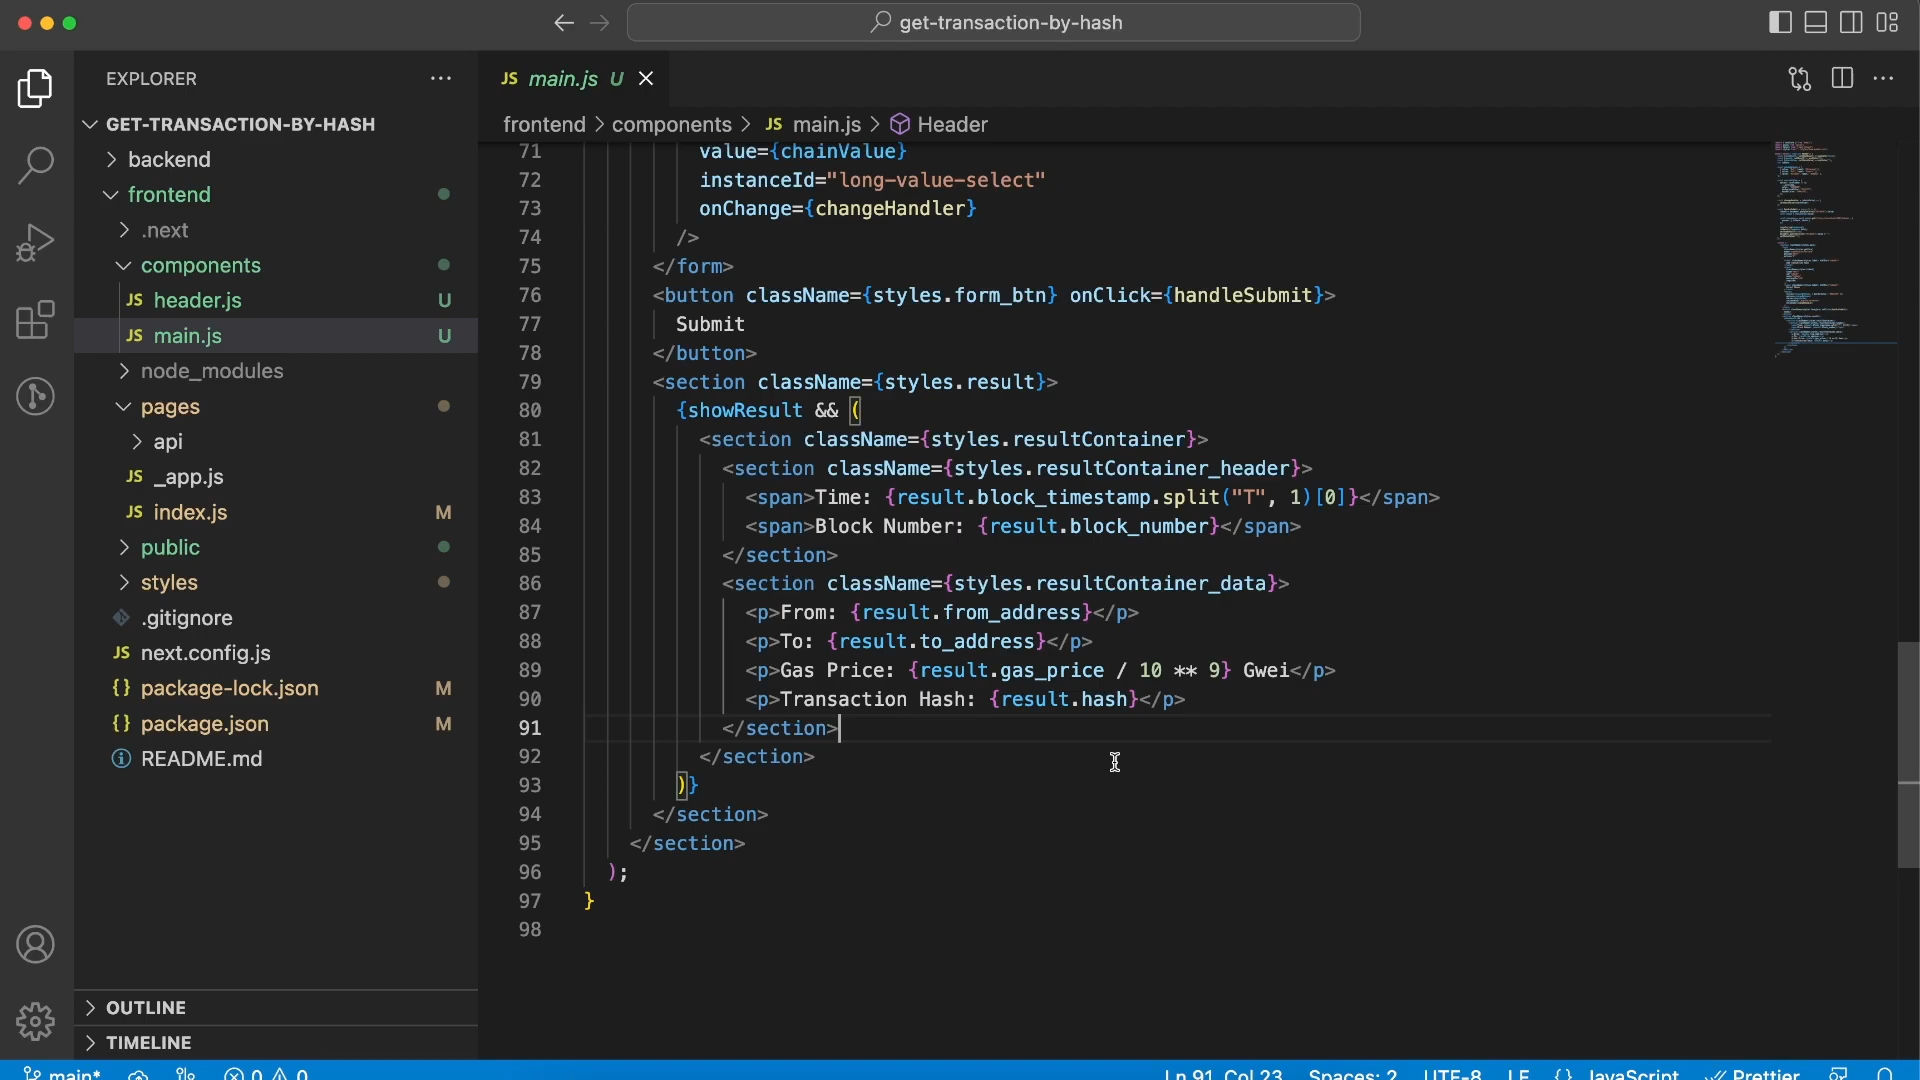 get-transaction-by-hash
EXPLORER
GET-TRANSACTION-BY-HASH
backend
frontend
.next
components
JS header.js U
JS main.js U
node_modules
pages
api
JS _app.js
JS index.js M
public
styles
.gitignore
JS next.config.js
{} package-lock.json M
{} package.json M
README.md
OUTLINE
TIMELINE
JS main.js U
frontend > components > JS main.js > Header
71 value={chainValue}
72 instanceId="long-value-select"
73 onChange={changeHandler}
74 />
75 </form>
76 <button className={styles.form_btn} onClick={handleSubmit}>
77 Submit
78 </button>
79 <section className={styles.result}>
80 {showResult && (
81 <section className={styles.resultContainer}>
82 <section className={styles.resultContainer_header}>
83 <span>Time: {result.block_timestamp.split("T", 1)[0]}</span>
84 <span>Block Number: {result.block_number}</span>
85 </section>
86 <section className={styles.resultContainer_data}>
87 <p>From: {result.from_address}</p>
88 <p>To: {result.to_address}</p>
89 <p>Gas Price: {result.gas_price / 10 ** 9} Gwei</p>
90 <p>Transaction Hash: {result.hash}</p>
91 </section>
92 </section>
93 )}
94 </section>
95 </section>
96 );
97 }
98
main* 0 0 Ln 91, Col 23 Spaces: 2 UTF-8 LF {} JavaScript Prettier